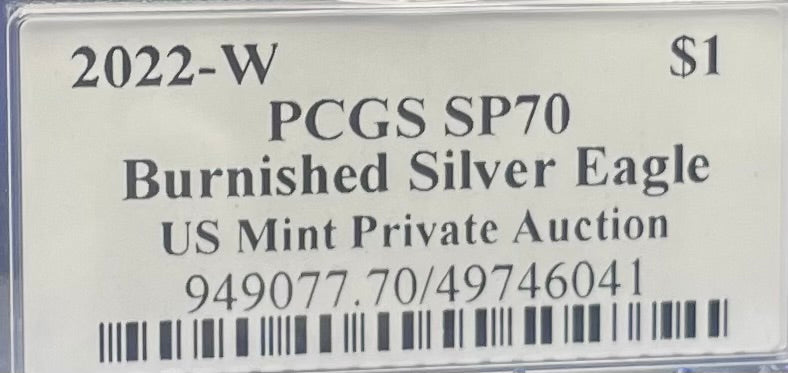 2022-W $1
PCGS SP70
Burnished Silver Eagle
US Mint Private Auction
949077.70/49746041